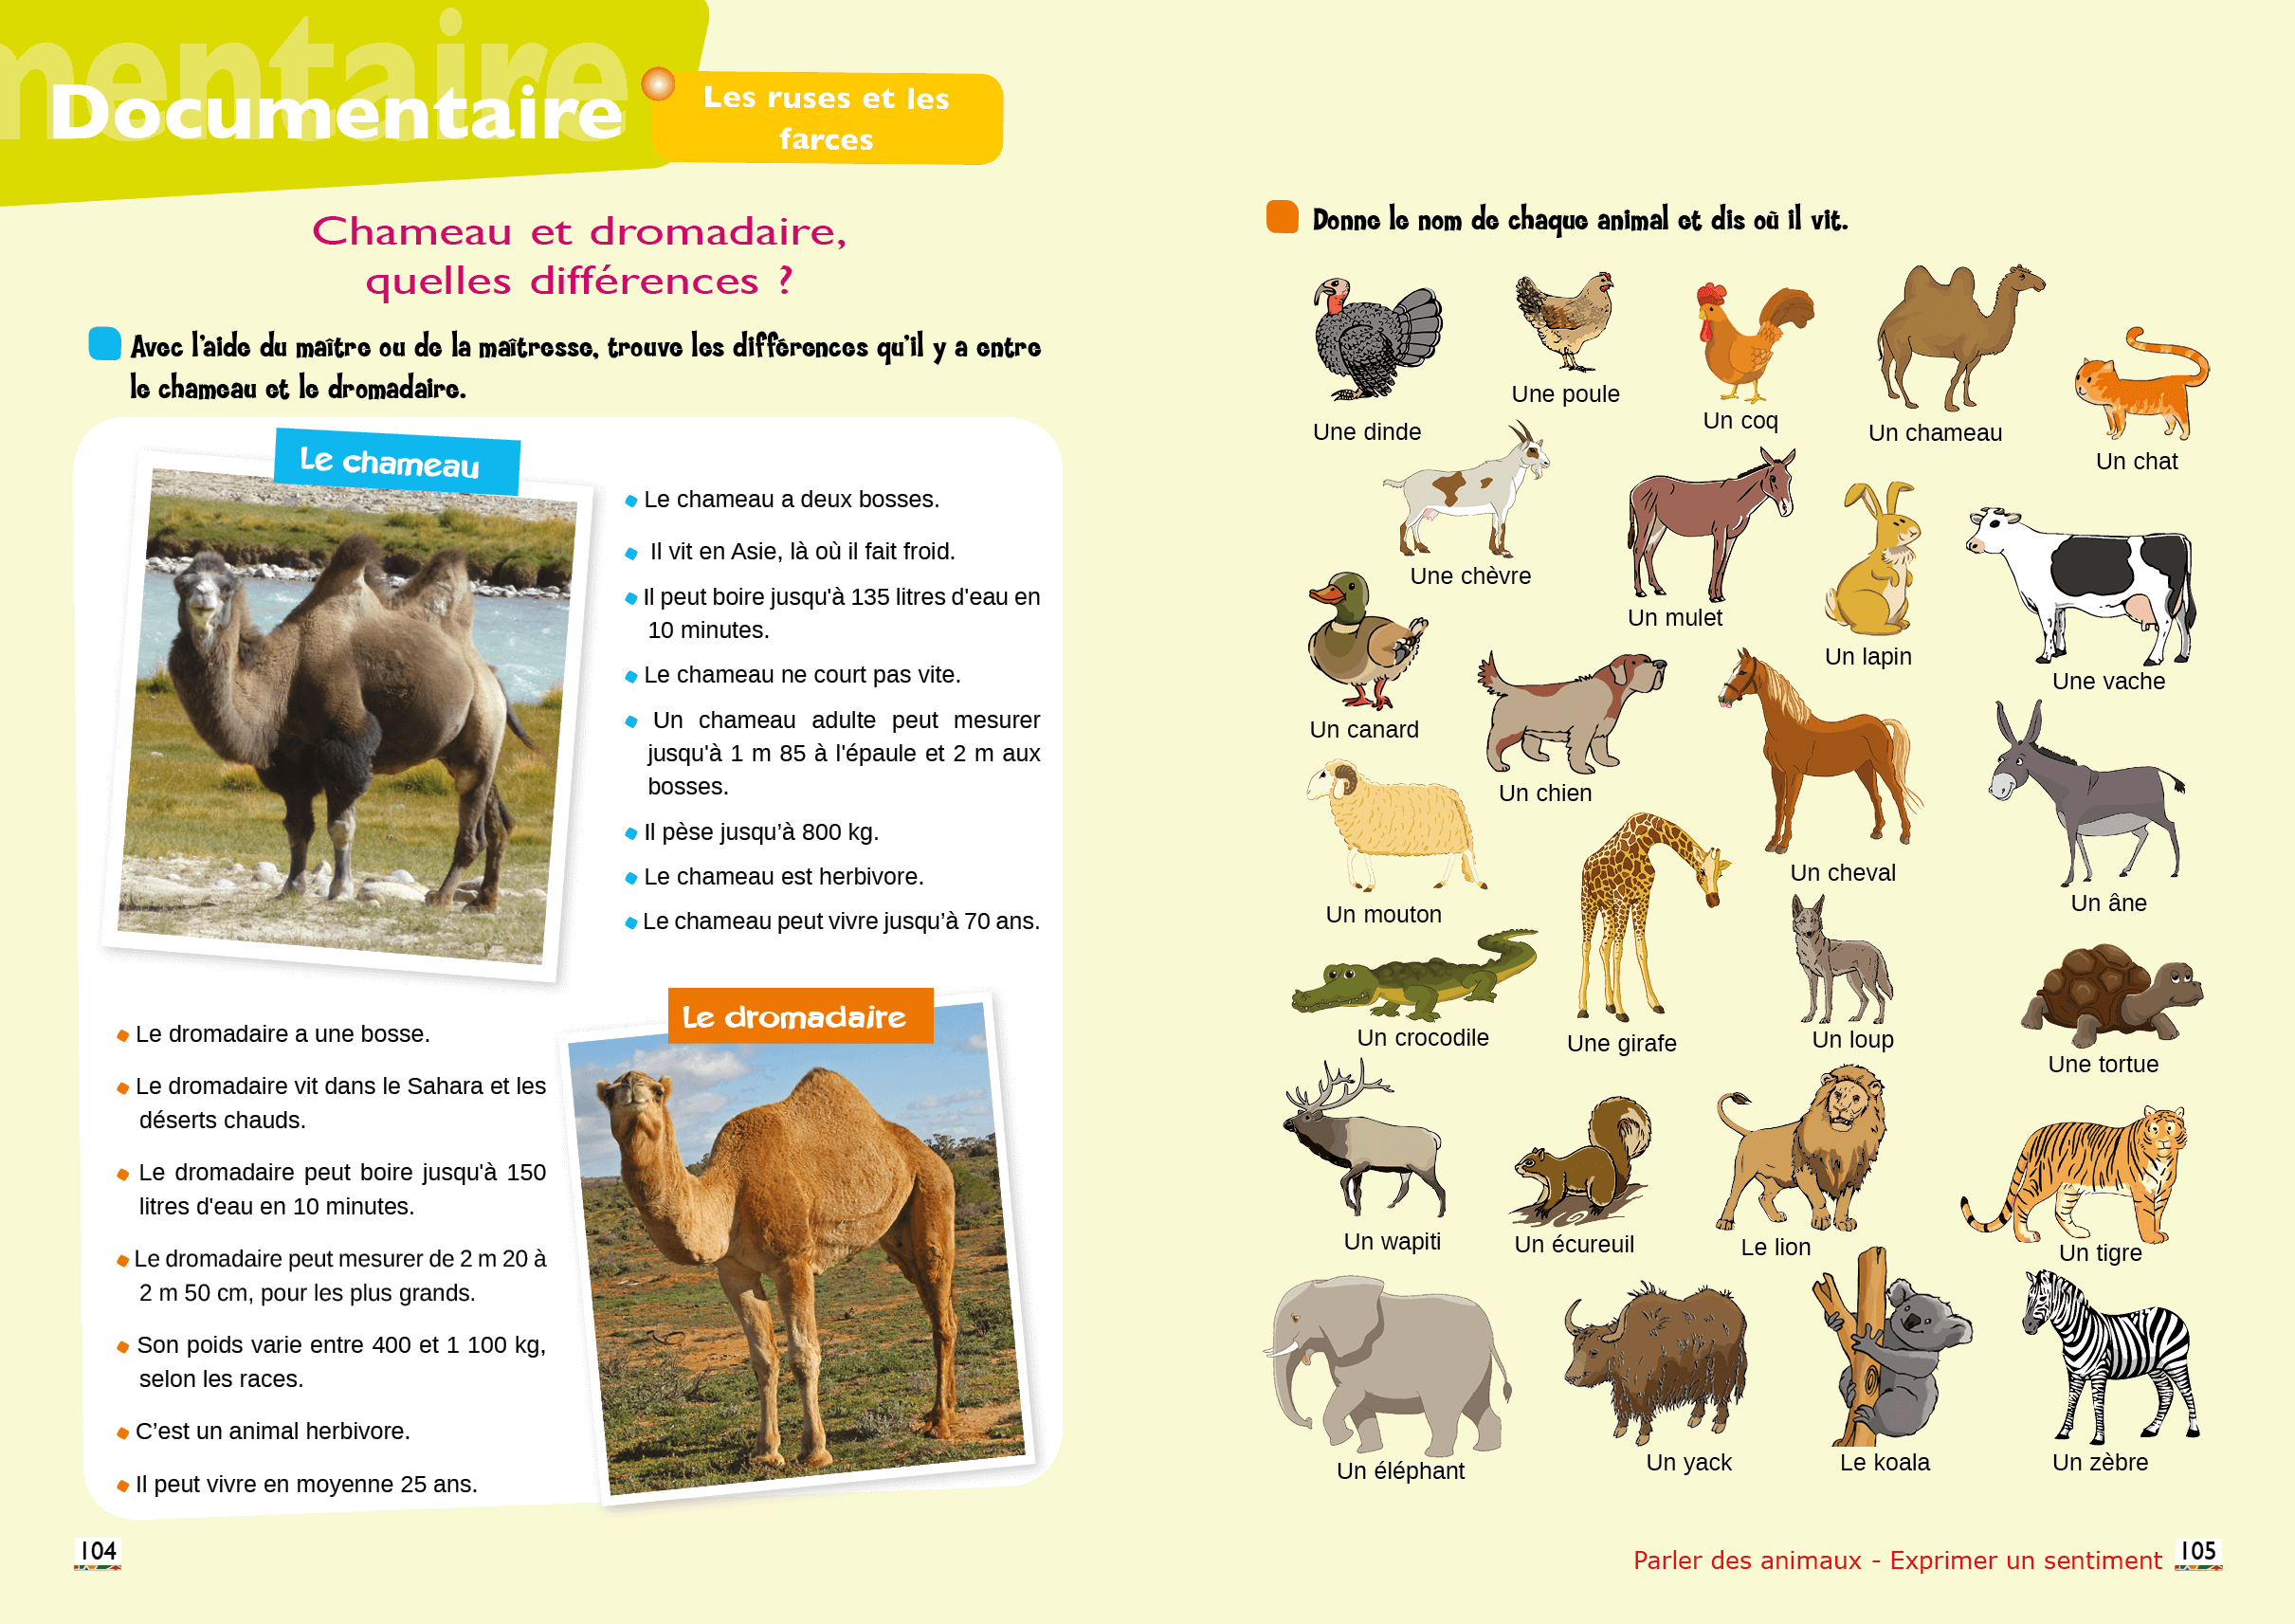 mentaire
Documentaire
Les ruses et les
farces
Chameau et dromadaire,
quelles différences ?
Avec l'aide du maître ou de la maîtresse, trouve les différences qu'il y a entre
le chameau et le dromadaire.
Le chameau
Le chameau a deux bosses.
Il vit en Asie, là où il fait froid.
Il peut boire jusqu'à 135 litres d'eau en
10 minutes.
Le chameau ne court pas vite.
Un chameau adulte peut mesurer
jusqu'à 1 m 85 à l'épaule et 2 m aux
bosses.
Il pèse jusqu’à 800 kg.
Le chameau est herbivore.
Le chameau peut vivre jusqu’à 70 ans.
Le dromadaire
Le dromadaire a une bosse.
Le dromadaire vit dans le Sahara et les
déserts chauds.
Le dromadaire peut boire jusqu'à 150
litres d'eau en 10 minutes.
Le dromadaire peut mesurer de 2 m 20 à
2 m 50 cm, pour les plus grands.
Son poids varie entre 400 et 1 100 kg,
selon les races.
C’est un animal herbivore.
Il peut vivre en moyenne 25 ans.
104
Donne le nom de chaque animal et dis où il vit.
Une dinde
Une poule
Un coq
Un chameau
Un chat
Une chèvre
Un mulet
Un lapin
Une vache
Un canard
Un chien
Un cheval
Un âne
Un mouton
Un crocodile
Une girafe
Un loup
Une tortue
Un wapiti
Un écureuil
Le lion
Un tigre
Un éléphant
Un yack
Le koala
Un zèbre
Parler des animaux - Exprimer un sentiment
105